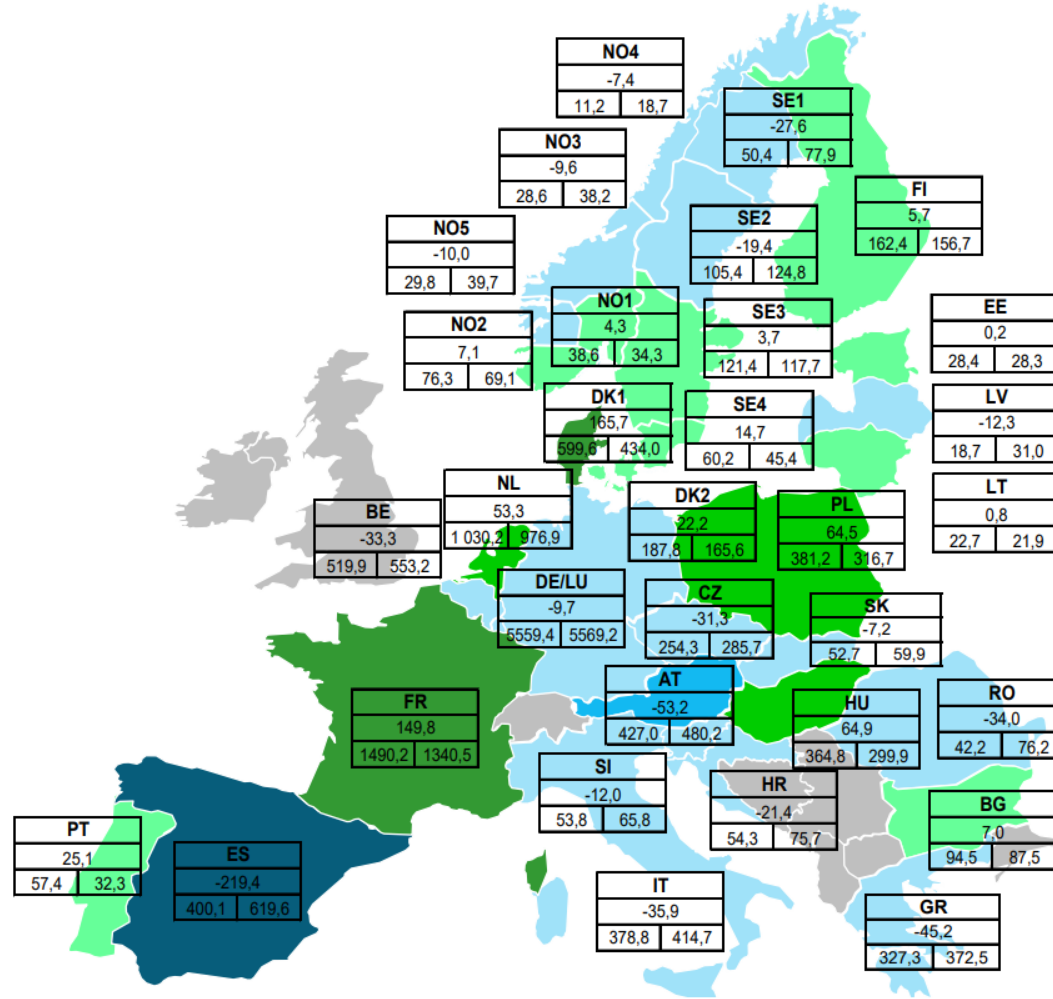 NO4
-7,4
11,2 18,7
SE1
-27,6
50,4 77,9
NO3
-9,6
28,6 38,2
FI
5,7
162,4 156,7
SE2
-19,4
105,4 124,8
NO5
-10,0
29,8 39,7
NO1
4,3
38,6 34,3
EE
0,2
28,4 28,3
SE3
3,7
121,4 117,7
NO2
7,1
76,3 69,1
DK1
165,7
599,6 434,0
LV
-12,3
18,7 31,0
SE4
14,7
60,2 45,4
NL
53,3
1 030,2 976,9
LT
0,8
22,7 21,9
DK2
22,2
187,8 165,6
PL
64,5
381,2 316,7
BE
-33,3
519,9 553,2
DE/LU
-9,7
5559,4 5569,2
CZ
-31,3
254,3 285,7
SK
-7,2
52,7 59,9
AT
-53,2
427,0 480,2
FR
149,8
1490,2 1340,5
HU
64,9
364,8 299,9
RO
-34,0
42,2 76,2
SI
-12,0
53,8 65,8
HR
-21,4
54,3 75,7
BG
7,0
94,5 87,5
PT
25,1
57,4 32,3
ES
-219,4
400,1 619,6
IT
-35,9
378,8 414,7
GR
-45,2
327,3 372,5